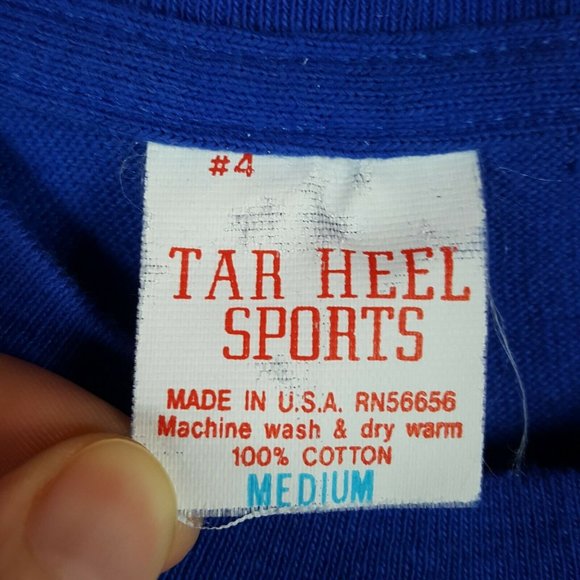 #4
TAR HEEL
SPORTS
MADE IN U.S.A. RN56656
Machine wash & dry warm
100% COTTON
MEDIUM